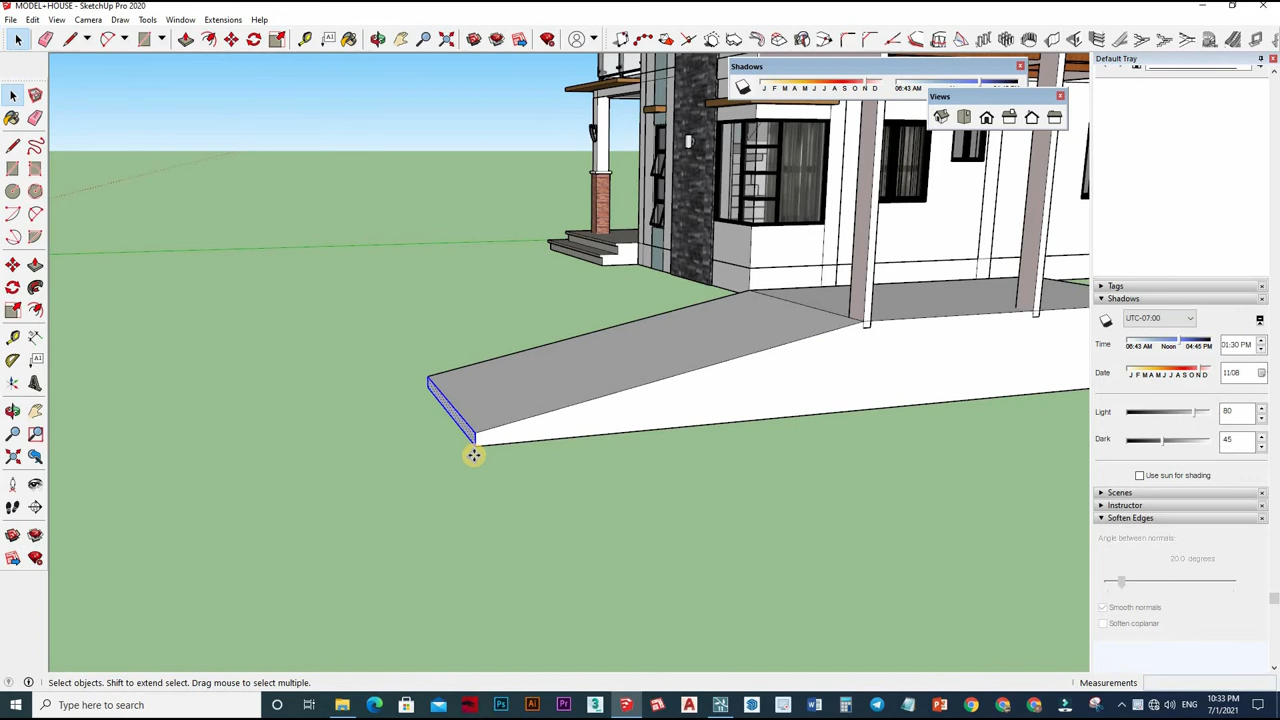 MODEL+HOUSE - SketchUp Pro 2020
File Edit View Camera Draw Tools Window Extensions Help
Default Tray
Shadows
J F M A M J J A S O N D 06:43 AM
Views
Tags
Shadows
UTC-07:00
Time 06:43 AM Noon 04:45 PM 01:30 PM
Date J F M A M J J A S O N D 11/08
Light 80
Dark 45
Use sun for shading
Scenes
Instructor
Soften Edges
Angle between normals:
20.0 degrees
Smooth normals
Soften coplanar
Select objects. Shift to extend select. Drag mouse to select multiple.
Measurements
Type here to search
10:33 PM
7/1/2021